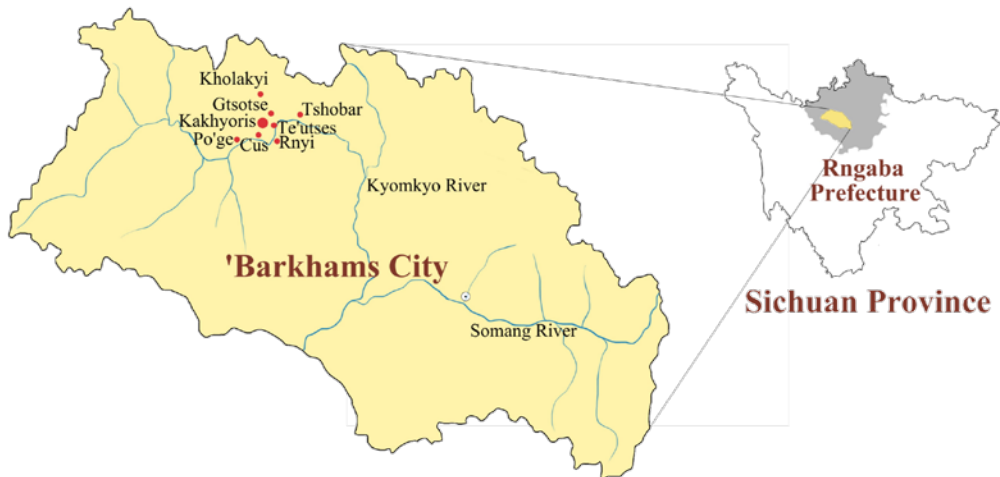 Kholakyi
Gtsotse
Tshobar
Kakhyoris
Te'utses
Po'ge
Cus
Rnyi
Kyomkyo River
'Barkhams City
Somang River
Rngaba
Prefecture
Sichuan Province